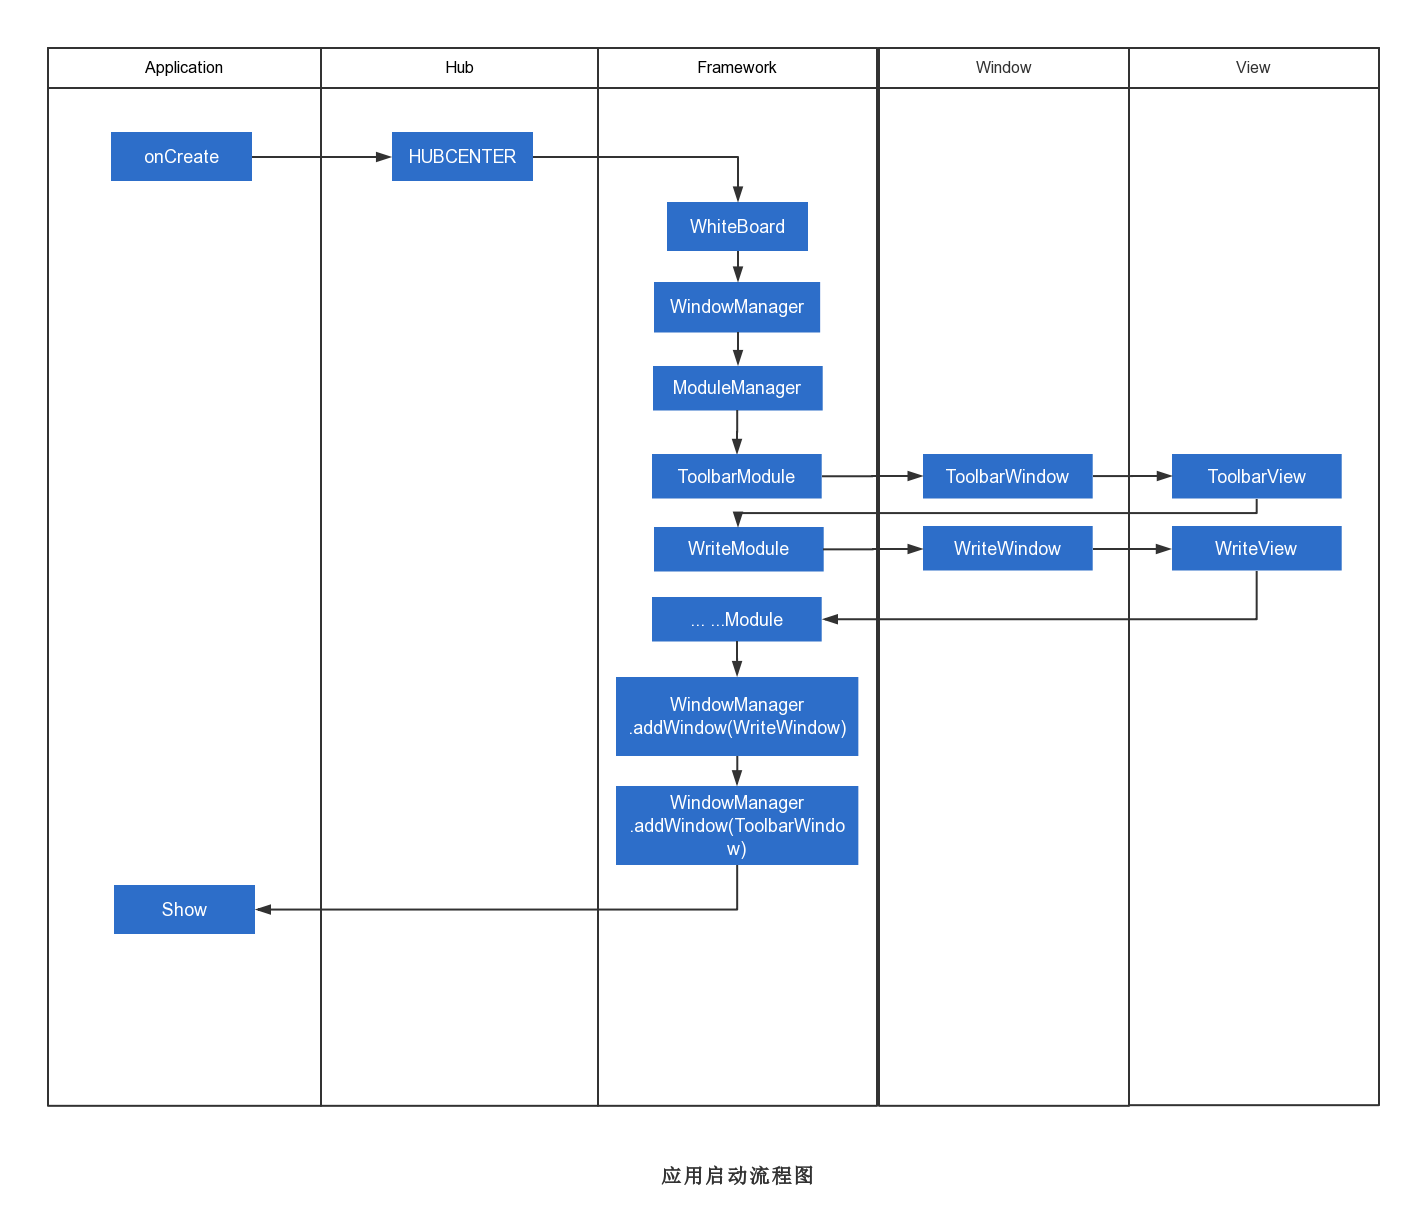 Application
Hub
Framework
Window
View
onCreate
HUBCENTER
WhiteBoard
WindowManager
ModuleManager
ToolbarModule
ToolbarWindow
ToolbarView
WriteModule
WriteWindow
WriteView
... ...Module
WindowManager
.addWindow(WriteWindow)
WindowManager
.addWindow(ToolbarWindo
w)
Show
应用启动流程图